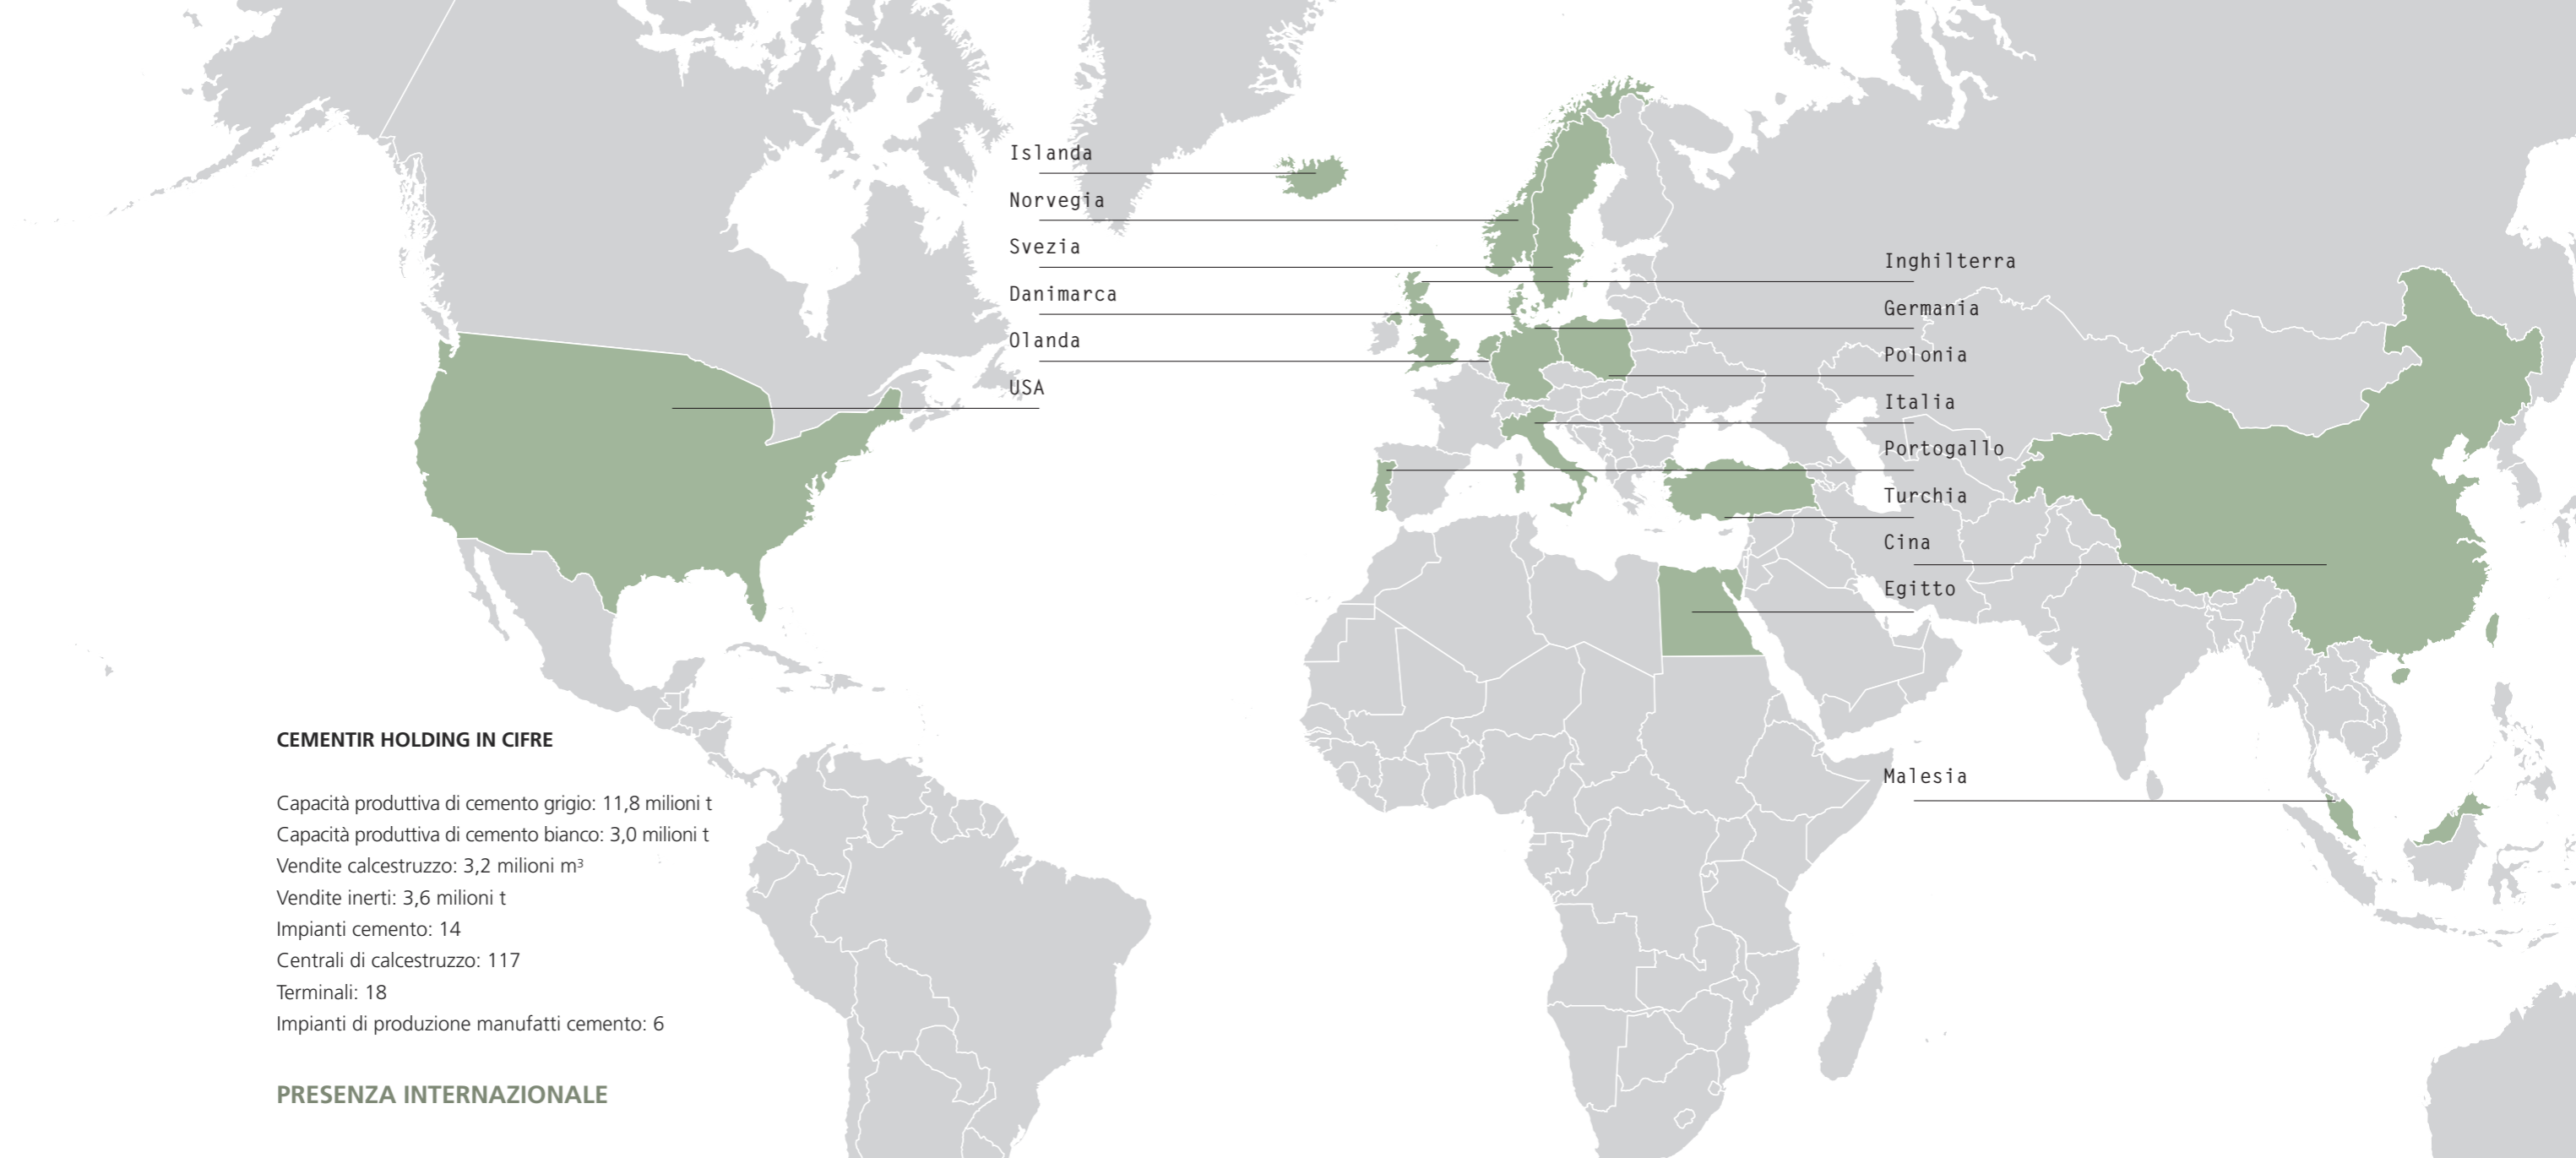 Islanda
Norvegia
Svezia
Danimarca
Olanda
USA
Inghilterra
Germania
Polonia
Italia
Portogallo
Turchia
Cina
Egitto
Malesia
CEMENTIR HOLDING IN CIFRE
Capacità produttiva di cemento grigio: 11,8 milioni t
Capacità produttiva di cemento bianco: 3,0 milioni t
Vendite calcestruzzo: 3,2 milioni m³
Vendite inerti: 3,6 milioni t
Impianti cemento: 14
Centrali di calcestruzzo: 117
Terminali: 18
Impianti di produzione manufatti cemento: 6
PRESENZA INTERNAZIONALE